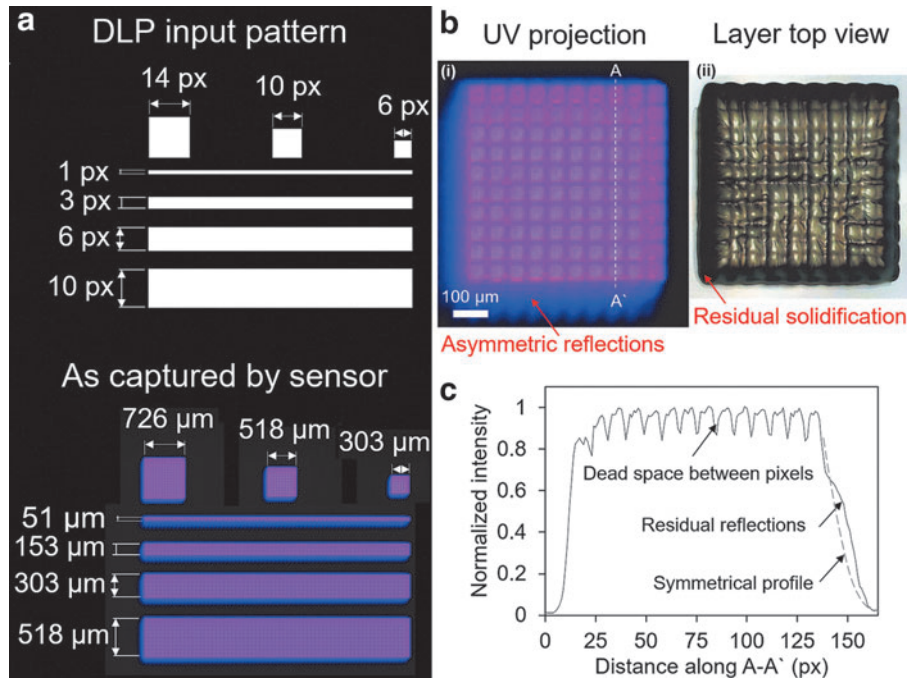 a
DLP input pattern
14 px
10 px
6 px
1 px
3 px
6 px
10 px
As captured by sensor
726 µm
518 µm
303 µm
51 µm
153 µm
303 µm
518 µm
b
UV projection
Layer top view
(i)
A
A`
100 µm
Asymmetric reflections
(ii)
Residual solidification
c
Normalized intensity
1
0.8
0.6
0.4
0.2
0
Dead space between pixels
Residual reflections
Symmetrical profile
0
25
50
75
100
125
150
Distance along A-A` (px)